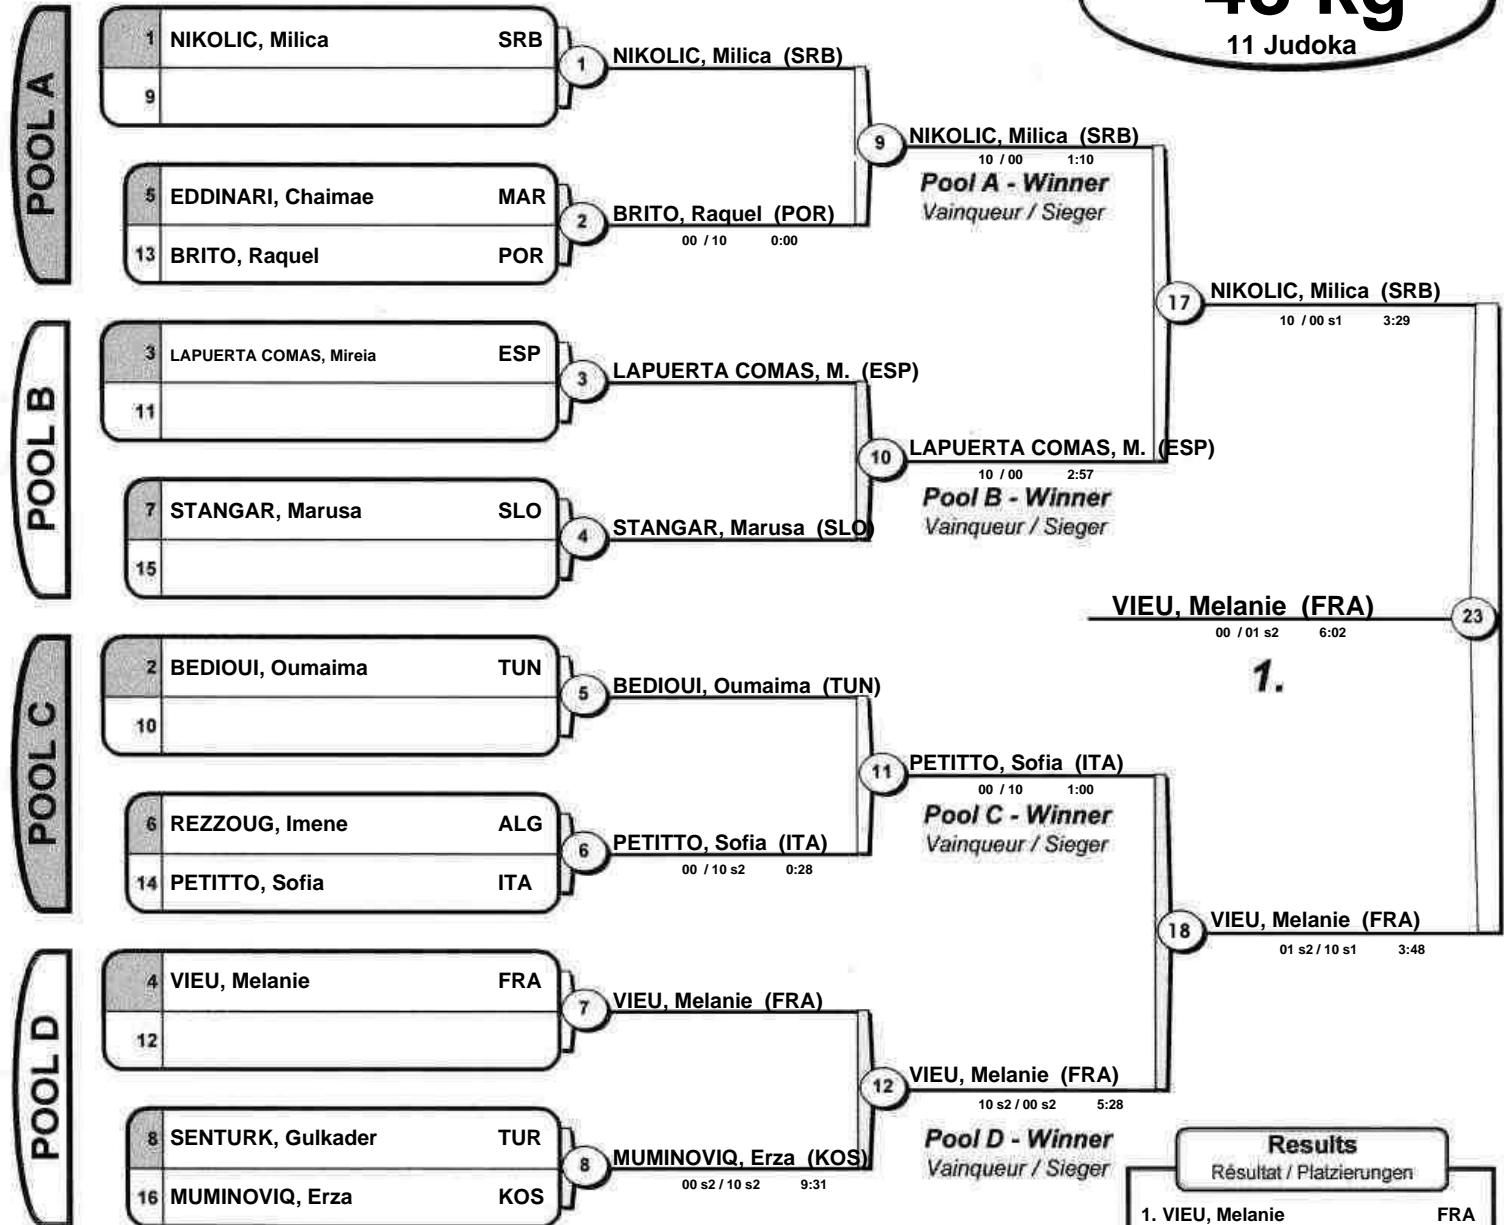 48 kg
11 Judoka
POOL A
1 NIKOLIC, Milica SRB
9
5 EDDINARI, Chaimae MAR
13 BRITO, Raquel POR
1 NIKOLIC, Milica (SRB)
2 BRITO, Raquel (POR)
00 / 10 0:00
9 NIKOLIC, Milica (SRB)
10 / 00 1:10
Pool A - Winner
Vainqueur / Sieger
POOL B
3 LAPUERTA COMAS, Mireia ESP
11
7 STANGAR, Marusa SLO
15
3 LAPUERTA COMAS, M. (ESP)
4 STANGAR, Marusa (SLO)
10 LAPUERTA COMAS, M. (ESP)
10 / 00 2:57
Pool B - Winner
Vainqueur / Sieger
17 NIKOLIC, Milica (SRB)
10 / 00 s1 3:29
POOL C
2 BEDIOUI, Oumaima TUN
10
6 REZZOUG, Imene ALG
14 PETITTO, Sofia ITA
5 BEDIOUI, Oumaima (TUN)
6 PETITTO, Sofia (ITA)
00 / 10 s2 0:28
11 PETITTO, Sofia (ITA)
00 / 10 1:00
Pool C - Winner
Vainqueur / Sieger
POOL D
4 VIEU, Melanie FRA
12
8 SENTURK, Gulkader TUR
16 MUMINOVIQ, Erza KOS
7 VIEU, Melanie (FRA)
8 MUMINOVIQ, Erza (KOS)
00 s2 / 10 s2 9:31
12 VIEU, Melanie (FRA)
10 s2 / 00 s2 5:28
Pool D - Winner
Vainqueur / Sieger
18 VIEU, Melanie (FRA)
01 s2 / 10 s1 3:48
VIEU, Melanie (FRA) 23
00 / 01 s2 6:02
1.
Results
Résultat / Platzierungen
1. VIEU, Melanie FRA